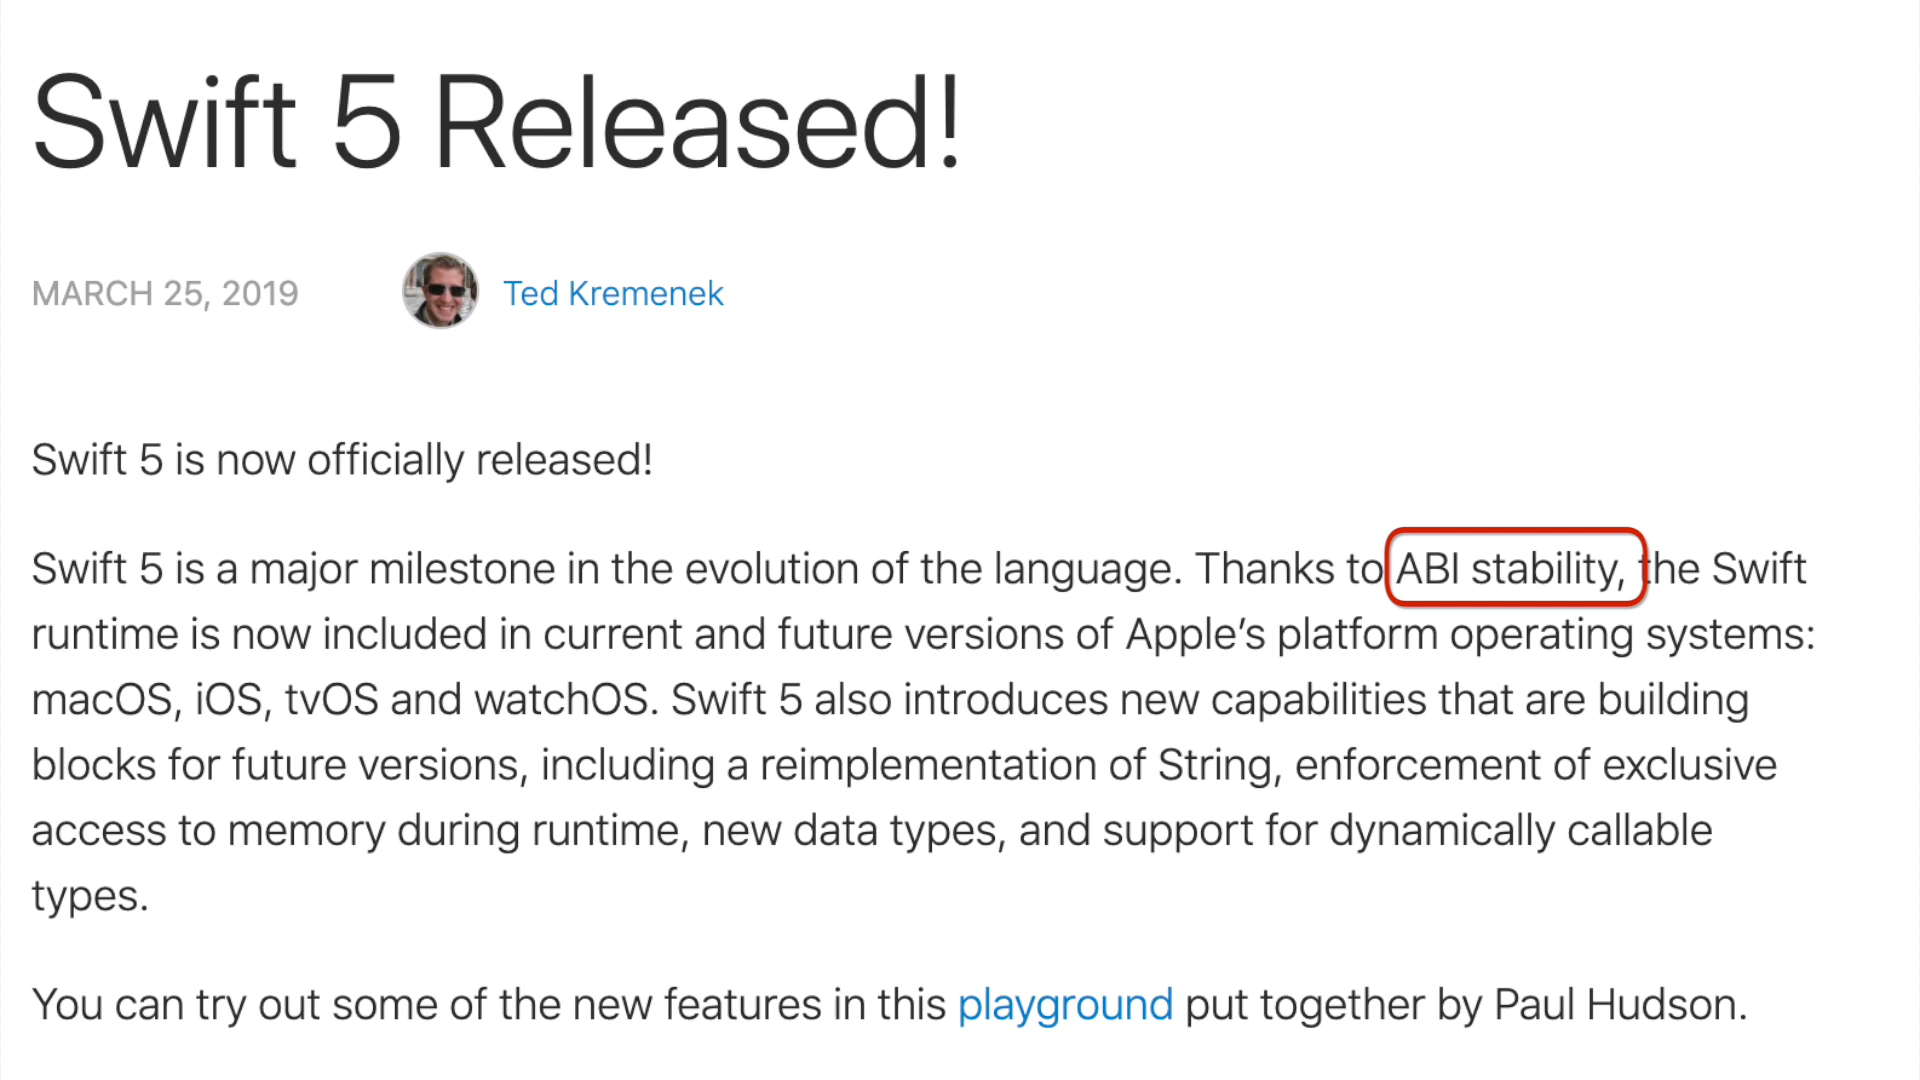 Swift 5 Released!
MARCH 25, 2019
Ted Kremenek
Swift 5 is now officially released!
Swift 5 is a major milestone in the evolution of the language. Thanks to ABI stability, the Swift
runtime is now included in current and future versions of Apple’s platform operating systems:
macOS, iOS, tvOS and watchOS. Swift 5 also introduces new capabilities that are building
blocks for future versions, including a reimplementation of String, enforcement of exclusive
access to memory during runtime, new data types, and support for dynamically callable
types.
You can try out some of the new features in this playground put together by Paul Hudson.